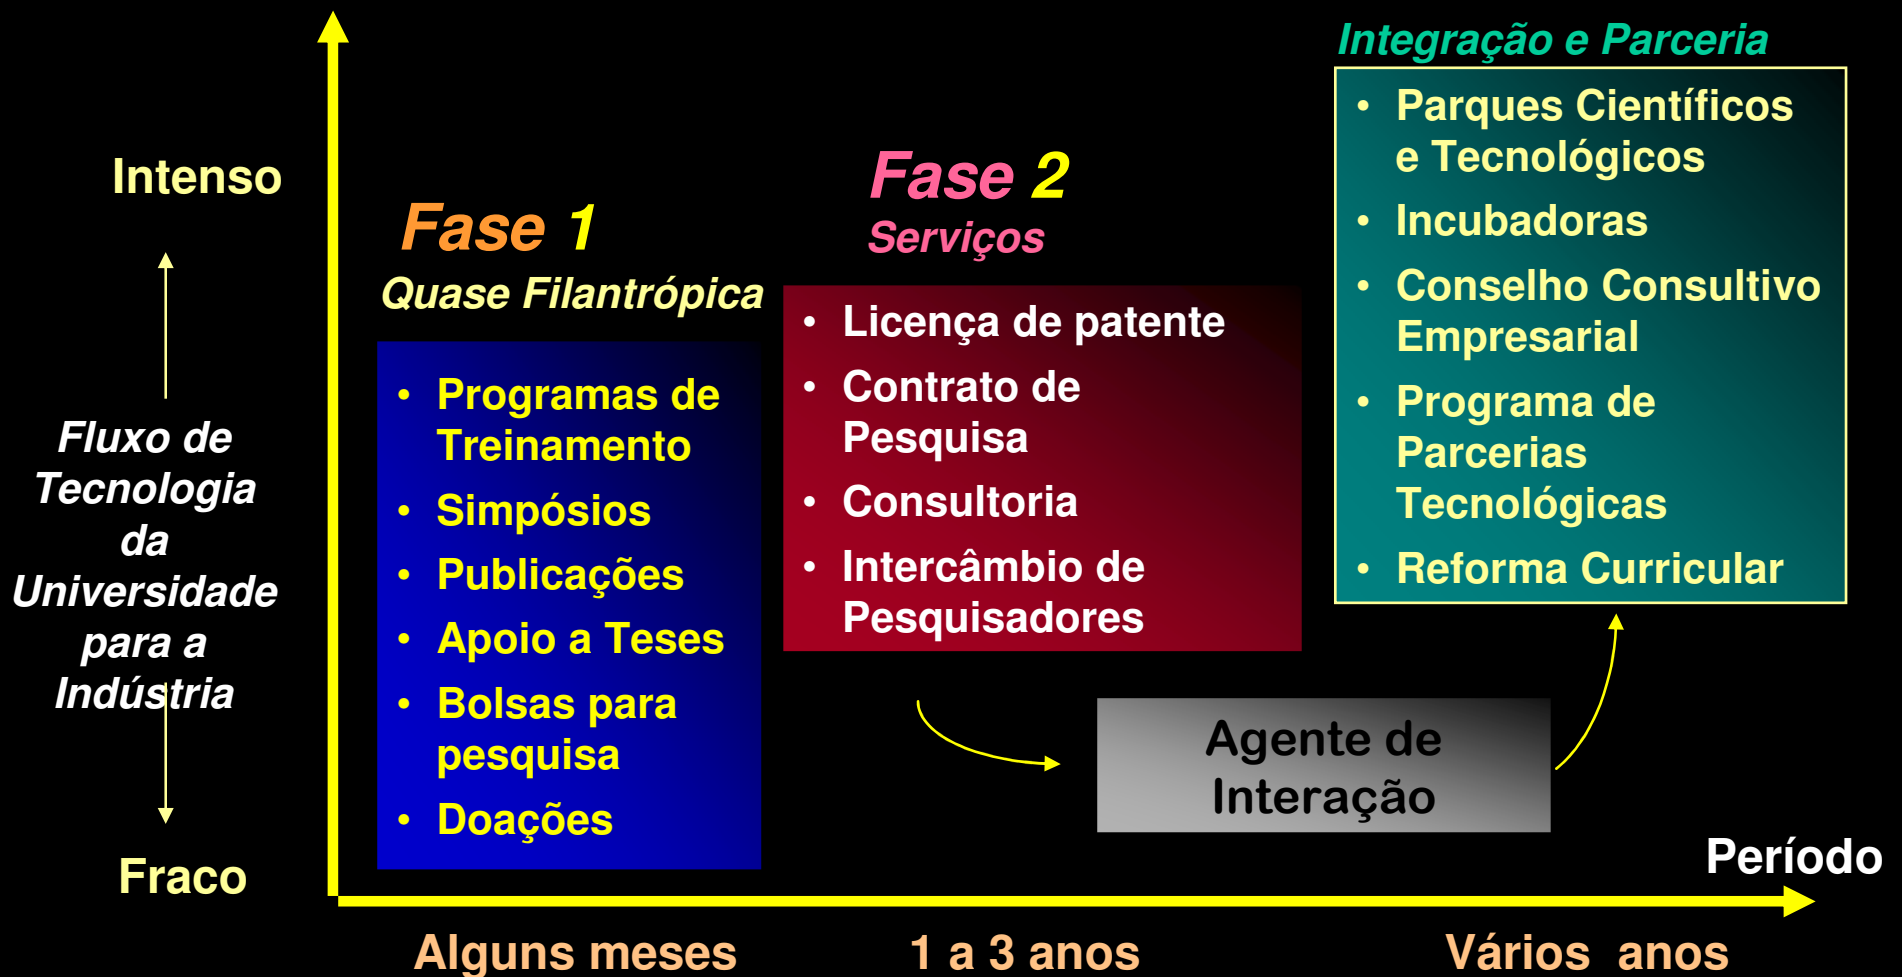 Intenso
Fluxo de
Tecnologia
da
Universidade
para a
Indústria
Fraco
Fase 1
Quase Filantrópica
• Programas de
Treinamento
• Simpósios
• Publicações
• Apoio a Teses
• Bolsas para
pesquisa
• Doações
Fase 2
Serviços
• Licença de patente
• Contrato de
Pesquisa
• Consultoria
• Intercâmbio de
Pesquisadores
Integração e Parceria
• Parques Científicos
e Tecnológicos
• Incubadoras
• Conselho Consultivo
Empresarial
• Programa de
Parcerias
Tecnológicas
• Reforma Curricular
Agente de
Interação
Período
Alguns meses
1 a 3 anos
Vários anos